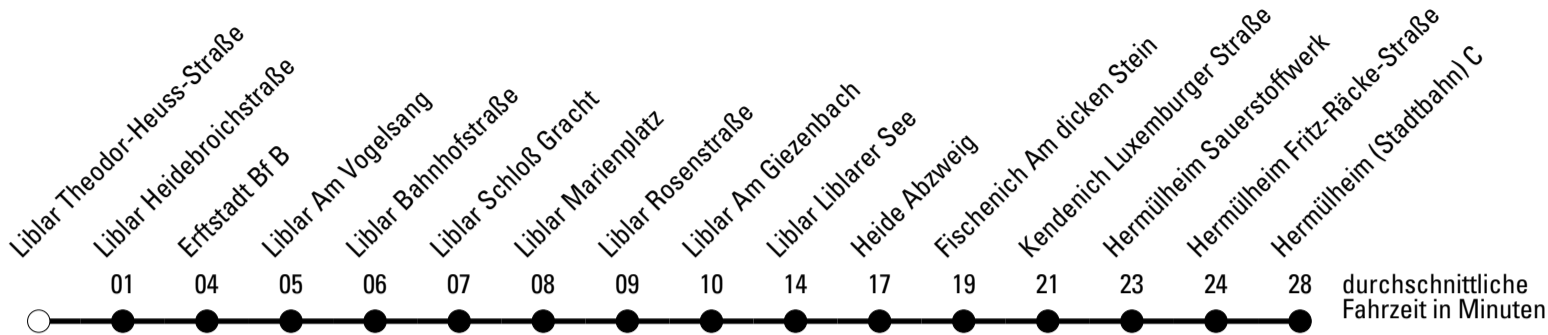 Liblar Theodor-Heuss-Straße
Liblar Heidebroichstraße
Erftstadt Bf B
Liblar Am Vogelsang
Liblar Bahnhofstraße
Liblar Schloß Gracht
Liblar Marienplatz
Liblar Rosenstraße
Liblar Am Giezenbach
Liblar Liblarer See
Heide Abzweig
Fischenich Am dicken Stein
Kendenich Luxemburger Straße
Hermülheim Sauerstoffwerk
Hermülheim Fritz-Räcke-Straße
Hermülheim (Stadtbahn) C
01 04 05 06 07 08 09 10 14 17 19 21 23 24 28
durchschnittliche
Fahrzeit in Minuten